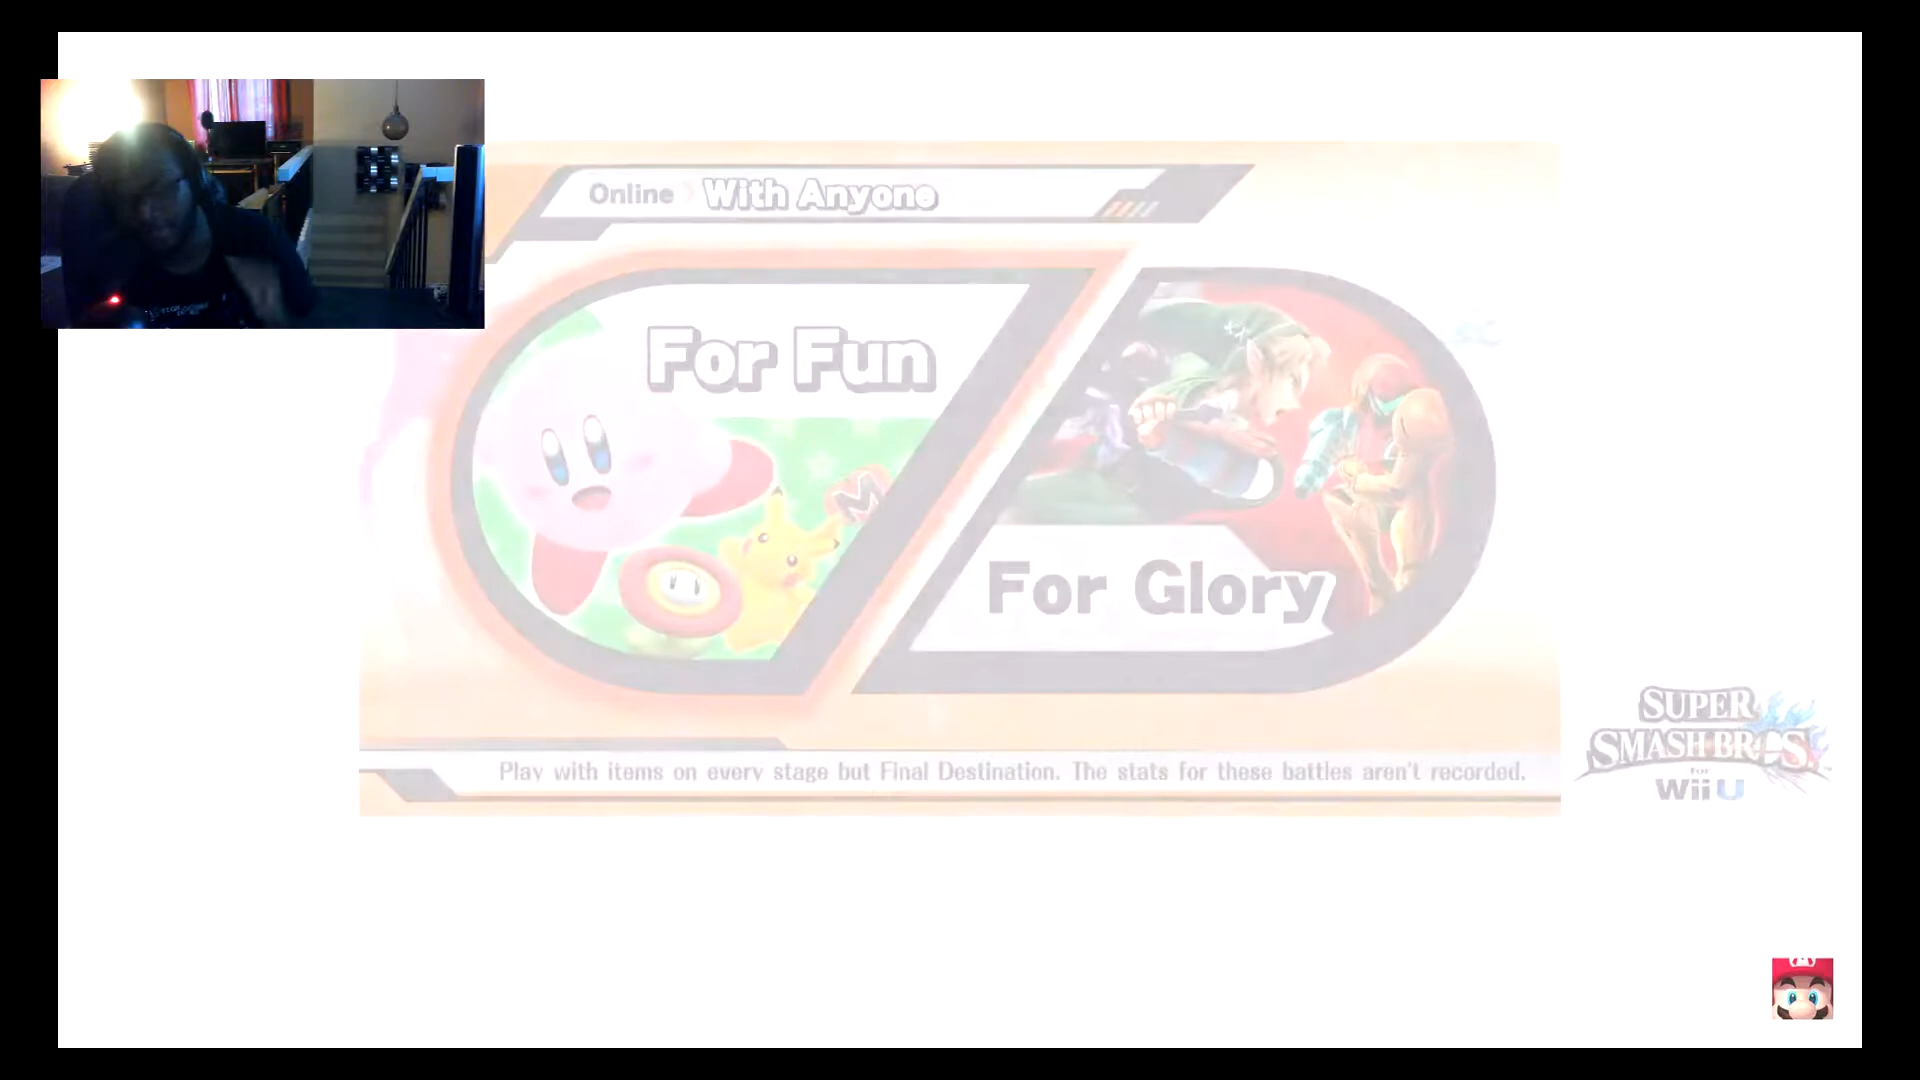 Online With Anyone
For Fun
For Glory
Play with items on every stage but Final Destination. The stats for these battles aren't recorded.
SUPER
SMASH BROS.
for
Wii U